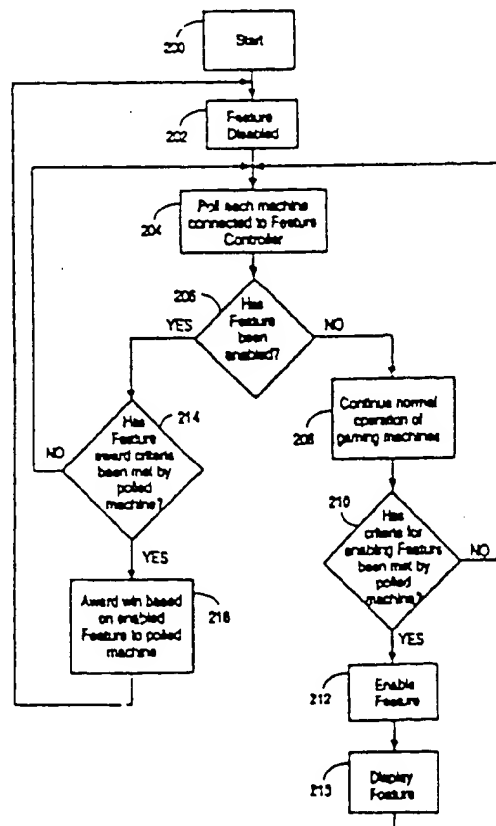 Start
200
Feature
Disabled
202
Poll each machine
connected to Feature
Controller
204
Has
Feature
been
enabled?
206
YES
NO
Has
Feature
award criteria
been met by
polled
machine?
214
NO
YES
Continue normal
operation of
gaming machines
208
Has
criteria for
enabling Feature
been met by
polled
machine?
210
NO
YES
Award win based
on enabled
Feature to polled
machine
216
Enable
Feature
212
Display
Feature
213